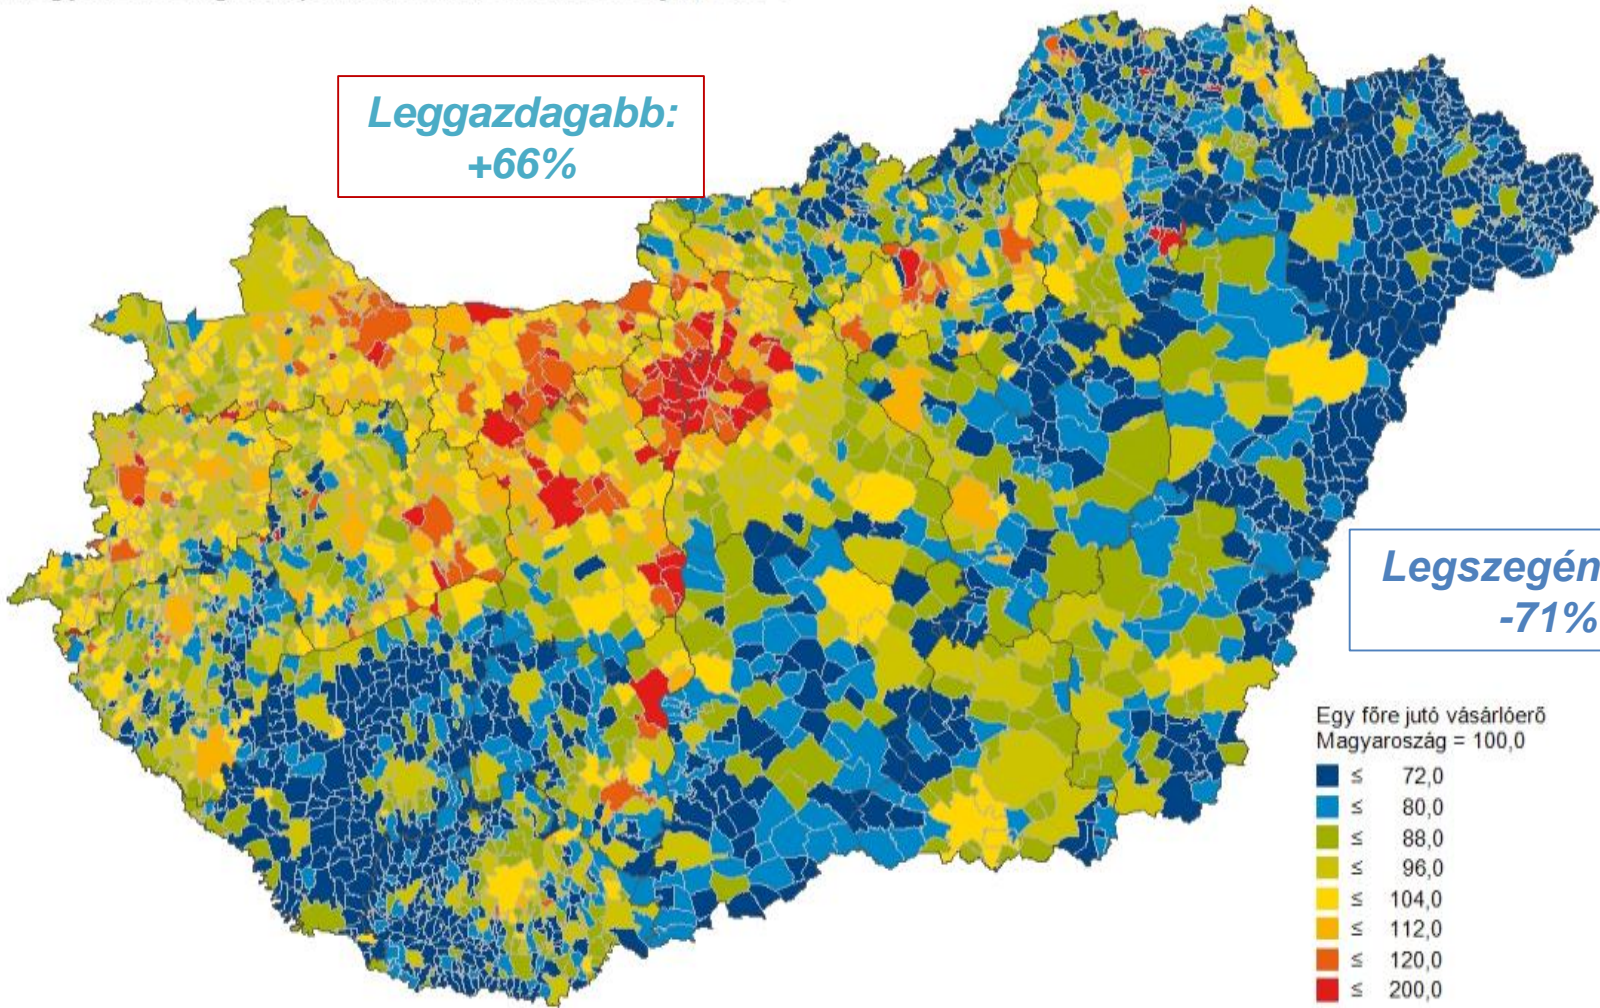 Leggazdagabb:
+66%
Legszegén
-71%
Egy főre jutó vásárlóerő
Magyaroszág = 100,0
≤ 72,0
≤ 80,0
≤ 88,0
≤ 96,0
≤ 104,0
≤ 112,0
≤ 120,0
≤ 200,0